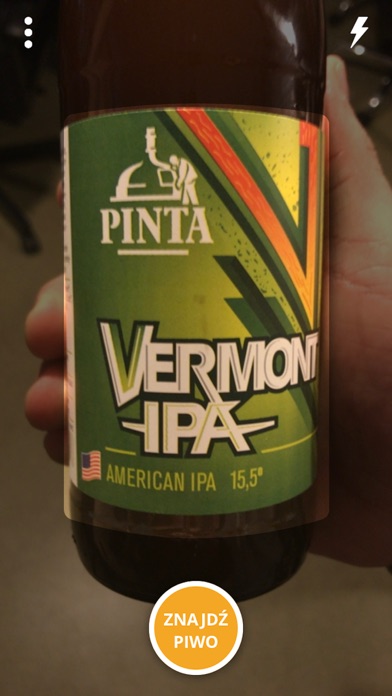 PINTA
VERMONT
IPA
AMERICAN IPA 15,5°
ZNAJDŹ
PIWO